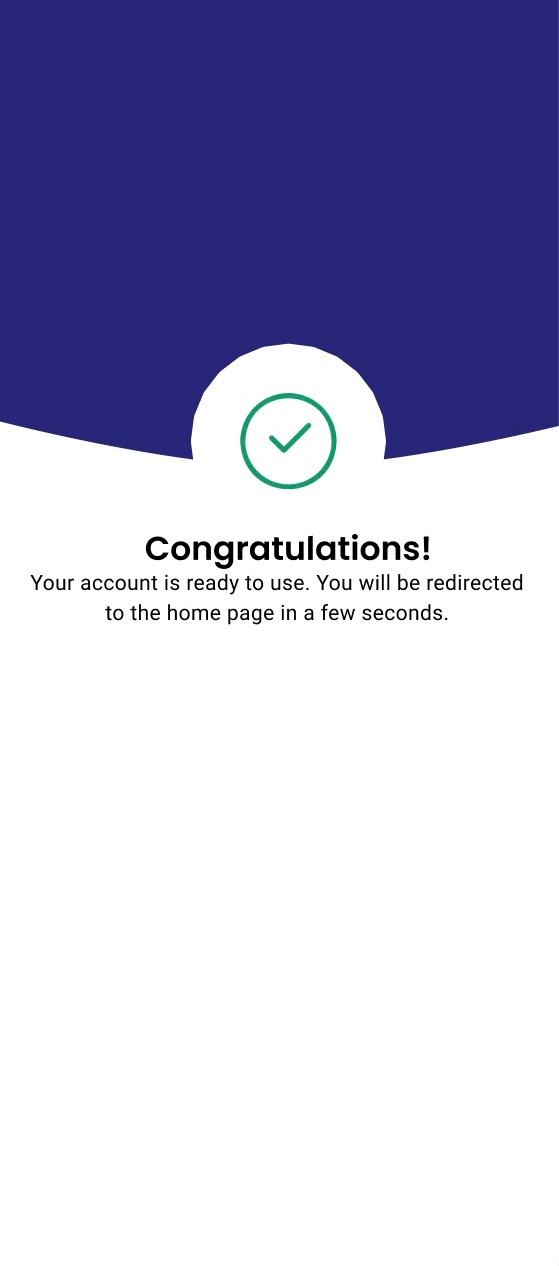 Congratulations!
Your account is ready to use. You will be redirected
to the home page in a few seconds.